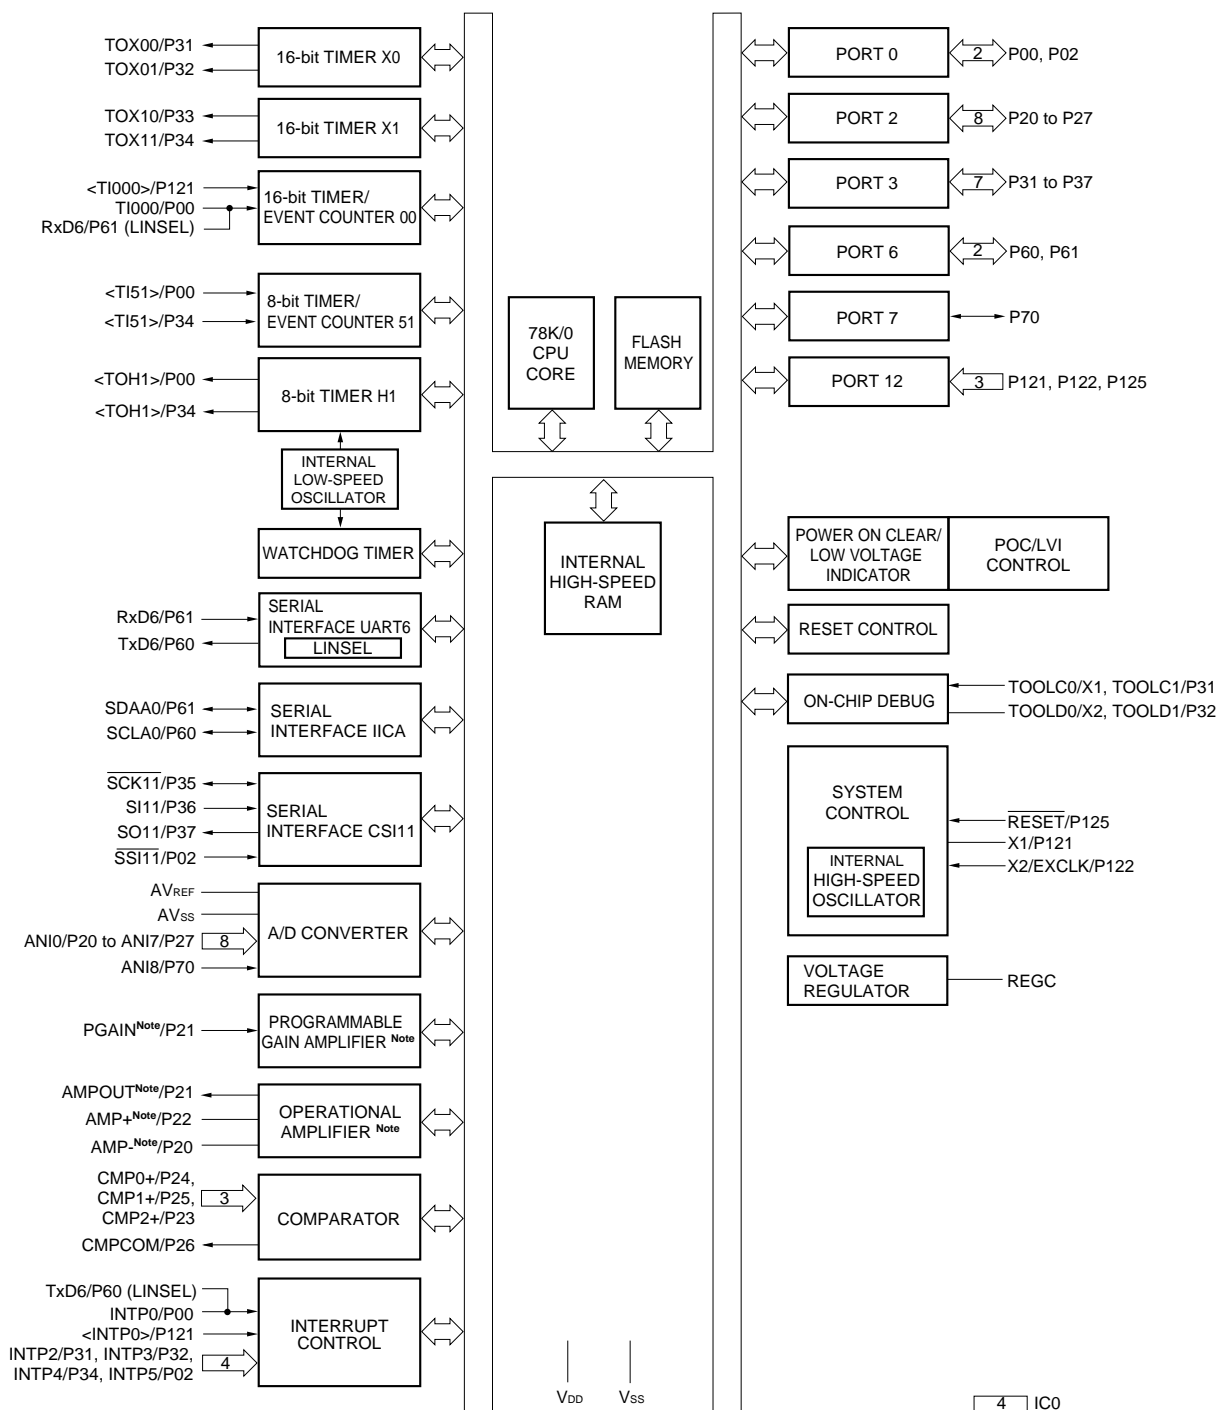 TOX00/P31
TOX01/P32
16-bit TIMER X0
TOX10/P33
TOX11/P34
16-bit TIMER X1
<TI000>/P121
TI000/P00
RxD6/P61 (LINSEL)
16-bit TIMER/
EVENT COUNTER 00
<TI51>/P00
<TI51>/P34
8-bit TIMER/
EVENT COUNTER 51
<TOH1>/P00
<TOH1>/P34
8-bit TIMER H1
INTERNAL
LOW-SPEED
OSCILLATOR
WATCHDOG TIMER
RxD6/P61
TxD6/P60
SERIAL
INTERFACE UART6
LINSEL
SDAA0/P61
SCLA0/P60
SERIAL
INTERFACE IICA
SCK11/P35
SI11/P36
SO11/P37
SSI11/P02
SERIAL
INTERFACE CSI11
AVREF
AVSS
ANI0/P20 to ANI7/P27
8
ANI8/P70
A/D CONVERTER
PGAINNote/P21
PROGRAMMABLE
GAIN AMPLIFIER Note
AMPOUTNote/P21
AMP+Note/P22
AMP-Note/P20
OPERATIONAL
AMPLIFIER Note
CMP0+/P24,
CMP1+/P25,
CMP2+/P23
3
CMPCOM/P26
COMPARATOR
TxD6/P60 (LINSEL)
INTP0/P00
<INTP0>/P121
INTP2/P31, INTP3/P32,
INTP4/P34, INTP5/P02
4
INTERRUPT
CONTROL
78K/0
CPU
CORE
FLASH
MEMORY
INTERNAL
HIGH-SPEED
RAM
VDD
VSS
PORT 0
2
P00, P02
PORT 2
8
P20 to P27
PORT 3
7
P31 to P37
PORT 6
2
P60, P61
PORT 7
P70
PORT 12
3
P121, P122, P125
POWER ON CLEAR/
LOW VOLTAGE
INDICATOR
POC/LVI
CONTROL
RESET CONTROL
ON-CHIP DEBUG
TOOLC0/X1, TOOLC1/P31
TOOLD0/X2, TOOLD1/P32
SYSTEM
CONTROL
INTERNAL
HIGH-SPEED
OSCILLATOR
RESET/P125
X1/P121
X2/EXCLK/P122
VOLTAGE
REGULATOR
REGC
4
IC0